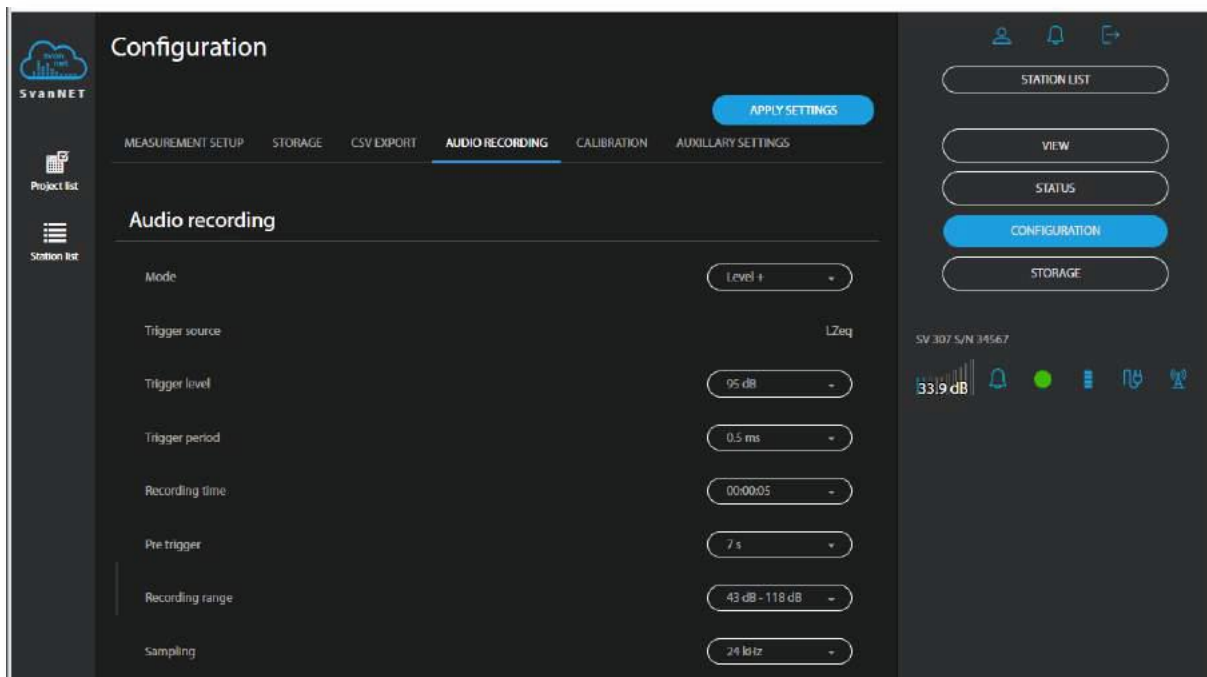 svan
net
SvanNET
Project list
Station list
Configuration
APPLY SETTINGS
MEASUREMENT SETUP STORAGE CSV EXPORT AUDIO RECORDING CALIBRATION AUXILLARY SETTINGS
Audio recording
Mode Level +
Trigger source LZeq
Trigger level 95 dB
Trigger period 0.5 ms
Recording time 00:00:05
Pre trigger 7 s
Recording range 43 dB - 118 dB
Sampling 24 kHz
STATION LIST
VIEW
STATUS
CONFIGURATION
STORAGE
SV 307 S/N 34567
33.9 dB